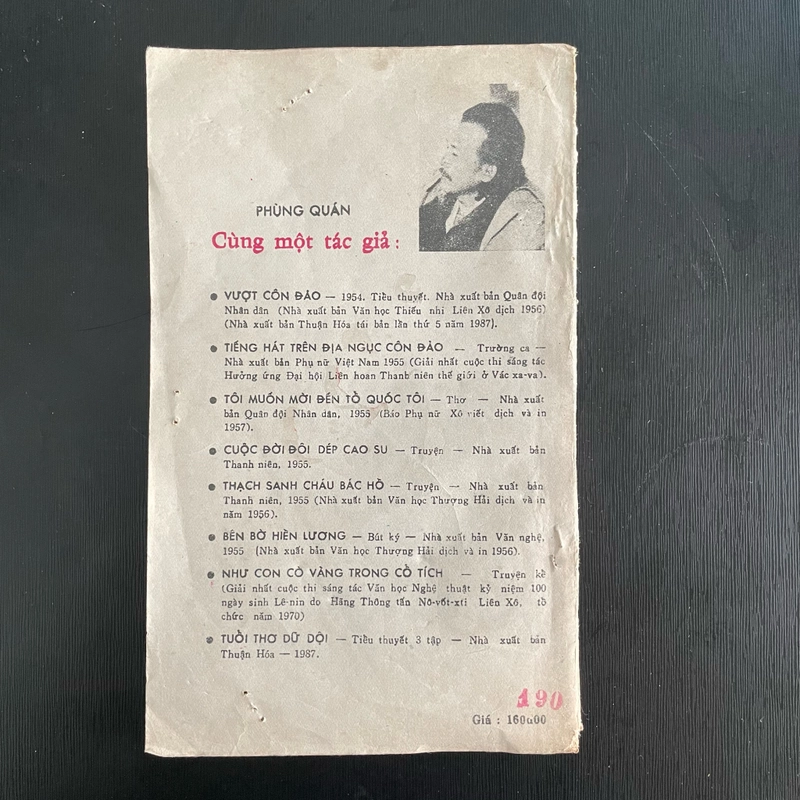 PHÙNG QUÁN
Cùng một tác giả :
● VƯỢT CÔN ĐẢO — 1954. Tiểu thuyết. Nhà xuất bản Quân đội
Nhân dân (Nhà xuất bản Văn học Thiếu nhi Liên Xô dịch 1956)
(Nhà xuất bản Thuận Hóa tái bản lần thứ 5 năm 1987).
● TIẾNG HÁT TRÊN ĐỊA NGỤC CÔN ĐẢO — Trường ca —
Nhà xuất bản Phụ nữ Việt Nam 1955 (Giải nhất cuộc thi sáng tác
Hưởng ứng Đại hội Liên hoan Thanh niên thế giới ở Vác xa-va).
● TÔI MUỐN MỜI ĐẾN TỔ QUỐC TÔI — Thơ — Nhà xuất
bản Quân đội Nhân dân, 1955 (Báo Phụ nữ Xô viết dịch và in
1957).
● CUỘC ĐỜI ĐÔI DÉP CAO SU — Truyện — Nhà xuất bản
Thanh niên, 1955.
● THẠCH SANH CHÁU BÁC HỒ — Truyện — Nhà xuất bản
Thanh niên, 1955 (Nhà xuất bản Văn học Thượng Hải dịch và in
năm 1956).
● BÊN BỜ HIỀN LƯƠNG — Bút ký — Nhà xuất bản Văn nghệ,
1955 (Nhà xuất bản Văn học Thượng Hải dịch và in 1956).
● NHƯ CON CÒ VÀNG TRONG CỔ TÍCH — Truyện kể
(Giải nhất cuộc thi sáng tác Văn học Nghệ thuật kỷ niệm 100
ngày sinh Lê-nin do Hãng Thông tấn Nô-vốt-xti Liên Xô, tổ
chức năm 1970)
● TUỔI THƠ DỮ DỘI — Tiểu thuyết 3 tập — Nhà xuất bản
Thuận Hóa — 1987.
190
Giá : 160đ00